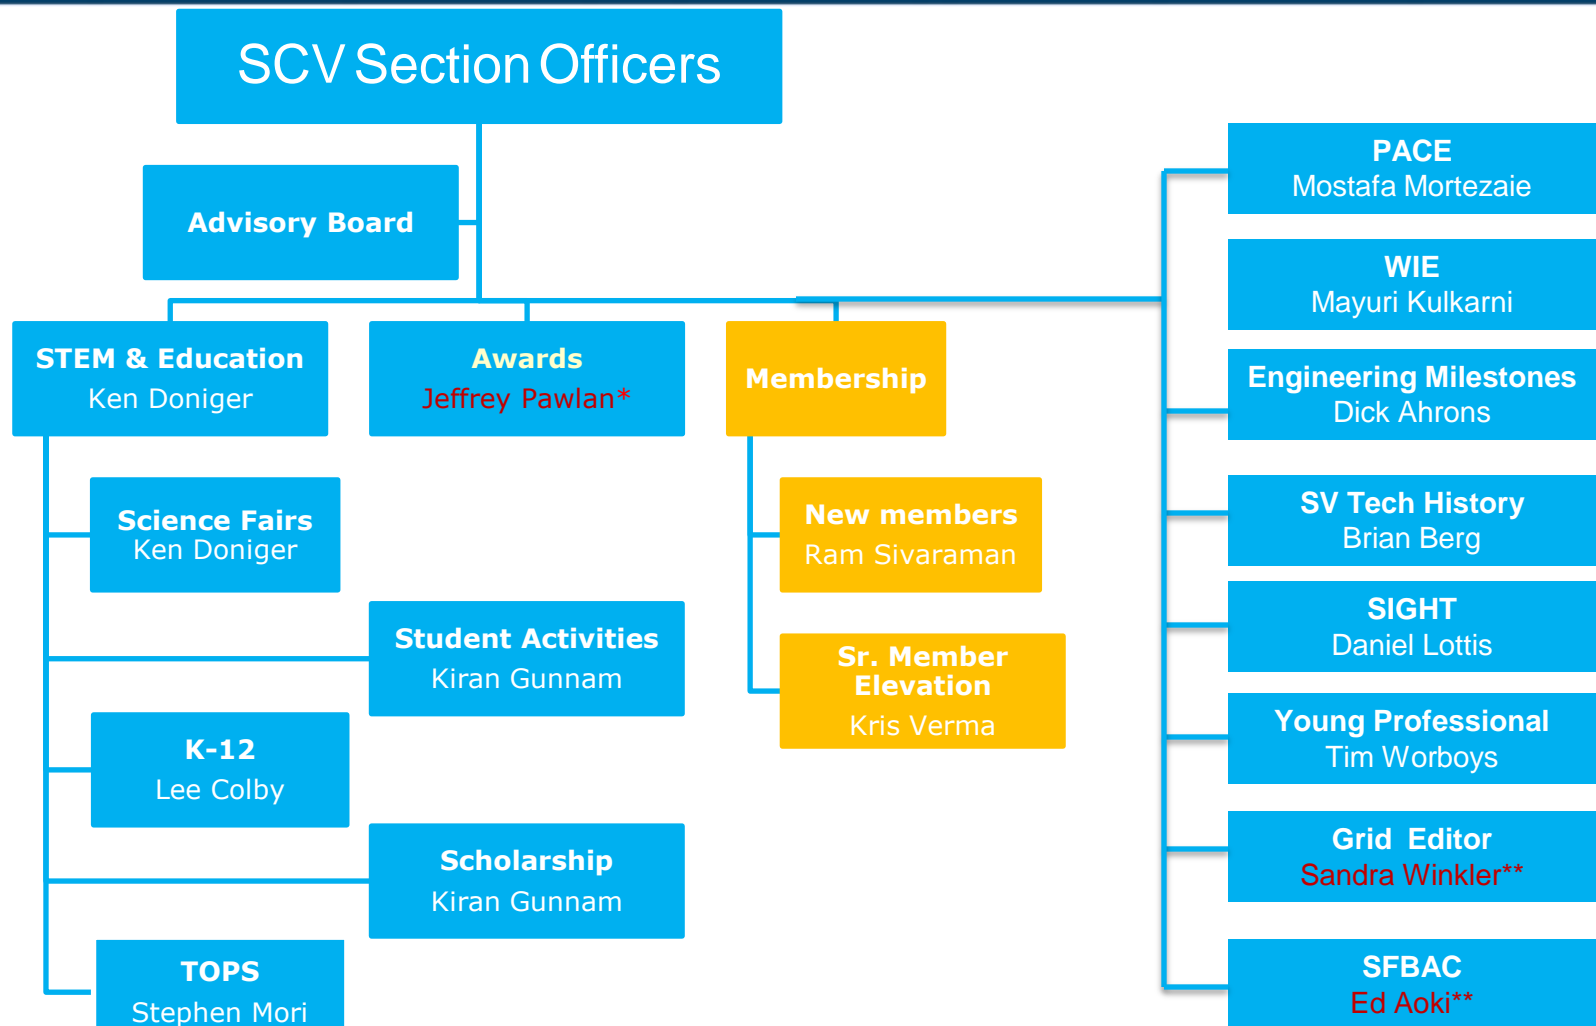 SCV Section Officers
Advisory Board
STEM & Education
Ken Doniger
Awards
Jeffrey Pawlan*
Membership
Science Fairs
Ken Doniger
Student Activities
Kiran Gunnam
K-12
Lee Colby
Scholarship
Kiran Gunnam
TOPS
Stephen Mori
New members
Ram Sivaraman
Sr. Member
Elevation
Kris Verma
PACE
Mostafa Mortezaie
WIE
Mayuri Kulkarni
Engineering Milestones
Dick Ahrons
SV Tech History
Brian Berg
SIGHT
Daniel Lottis
Young Professional
Tim Worboys
Grid Editor
Sandra Winkler**
SFBAC
Ed Aoki**